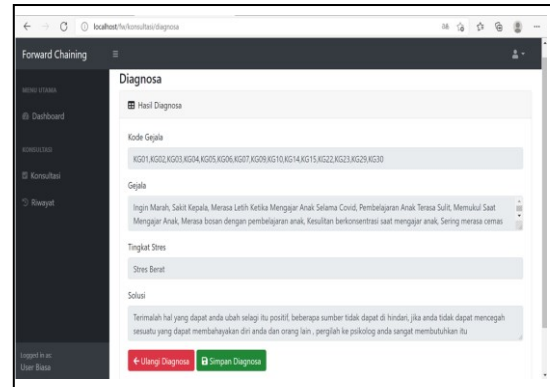 localhost/fw/konsultasi/diagnosa
Forward Chaining
MENU UTAMA
Dashboard
KONSULTASI
Konsultasi
Riwayat
Logged in as:
User Biasa
Diagnosa
Hasil Diagnosa
Kode Gejala
KG01,KG02,KG03,KG04,KG05,KG06,KG07,KG09,KG10,KG14,KG15,KG22,KG23,KG29,KG30
Gejala
Ingin Marah, Sakit Kepala, Merasa Letih Ketika Mengajar Anak Selama Covid, Pembelajaran Anak Terasa Sulit, Memukul Saat
Mengajar Anak, Merasa bosan dengan pembelajaran anak, Kesulitan berkonsentrasi saat mengajar anak, Sering merasa cemas
Tingkat Stres
Stres Berat
Solusi
Terimalah hal yang dapat anda ubah selagi itu positif, beberapa sumber tidak dapat di hindari, jika anda tidak dapat mencegah
sesuatu yang dapat membahayakan diri anda dan orang lain , pergilah ke psikolog anda sangat membutuhkan itu
Ulangi Diagnosa
Simpan Diagnosa